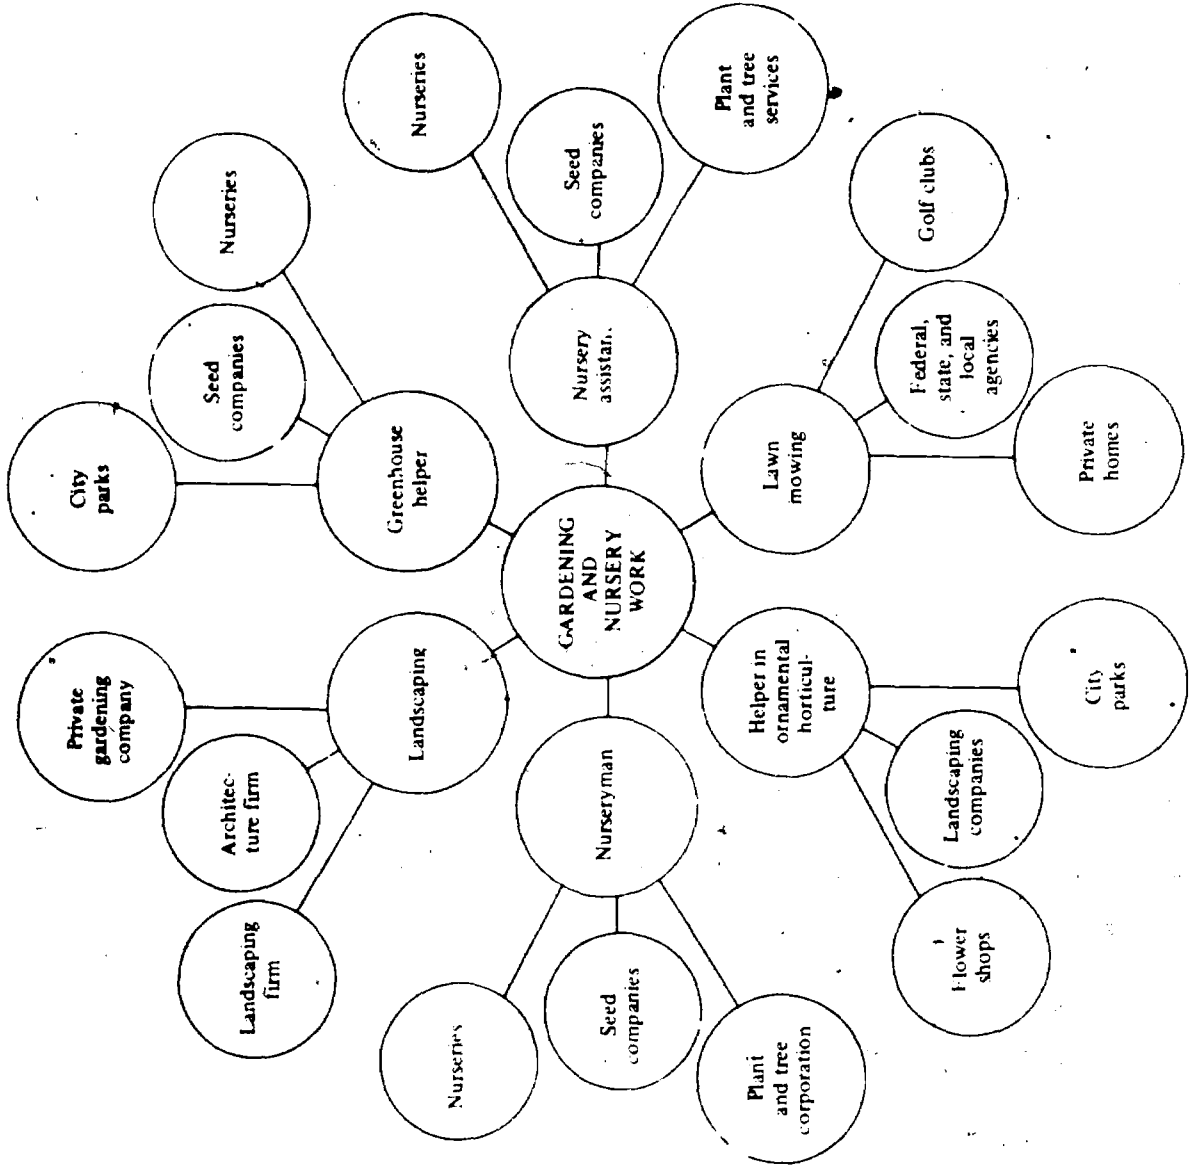 Landscaping
firm
Architec-
ture firm
Private
gardening
company
City
parks
Seed
companies
Nurseries
Landscaping
Greenhouse
helper
Nurseries
Seed
companies
Plant
and tree
corporation
Nurseryman
GARDENING
AND
NURSERY
WORK
Nursery
assistant
Nurseries
Seed
companies
Plant
and tree
services
Helper in
ornamental
horticul-
ture
Lawn
mowing
Flower
shops
Landscaping
companies
City
parks
Private
homes
Federal,
state, and
local
agencies
Golf clubs